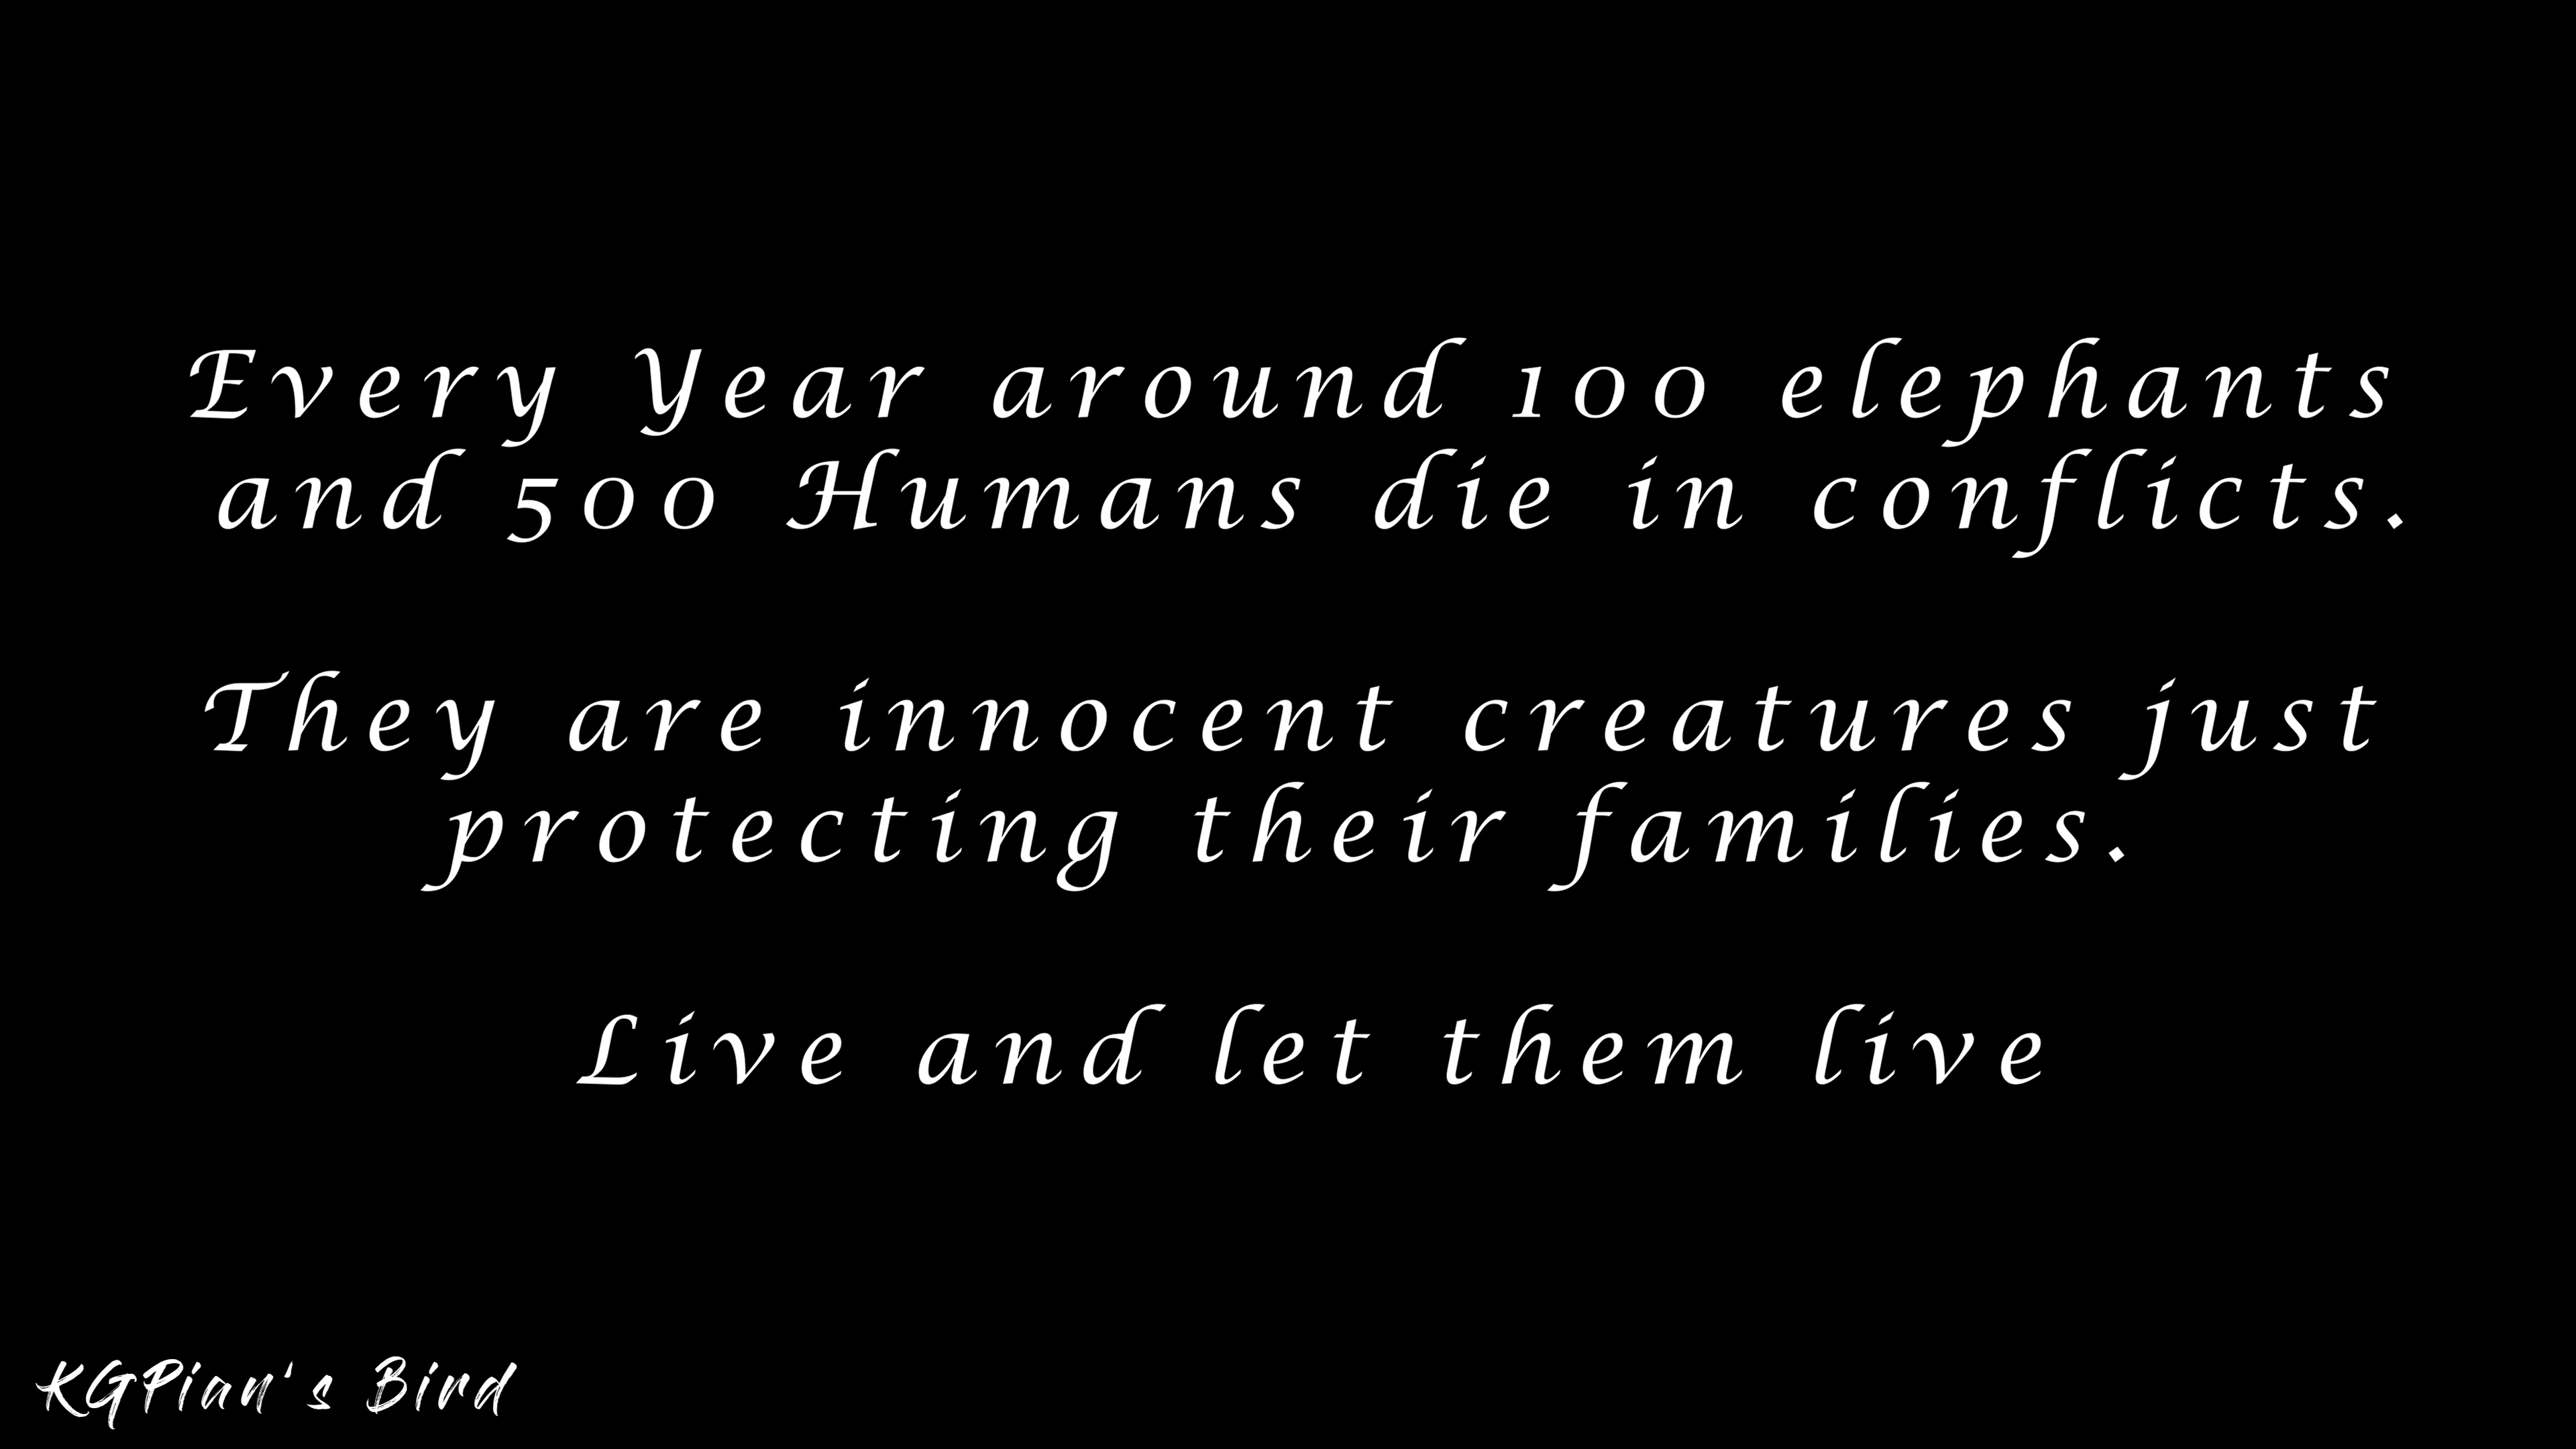 Every Year around 100 elephants
and 500 Humans die in conflicts.
They are innocent creatures just
protecting their families.
Live and let them live
KGPian's Bird